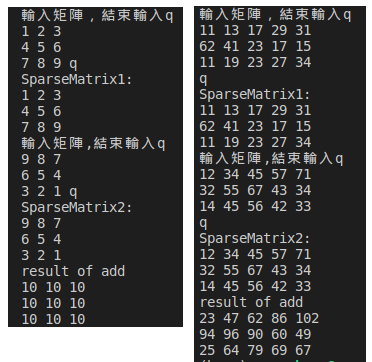 輸入矩陣，結束輸入q
1 2 3
4 5 6
7 8 9 q
SparseMatrix1:
1 2 3
4 5 6
7 8 9
輸入矩陣,結束輸入q
9 8 7
6 5 4
3 2 1 q
SparseMatrix2:
9 8 7
6 5 4
3 2 1
result of add
10 10 10
10 10 10
10 10 10
輸入矩陣，結束輸入q
11 13 17 29 31
62 41 23 17 15
11 19 23 27 34
q
SparseMatrix1:
11 13 17 29 31
62 41 23 17 15
11 19 23 27 34
輸入矩陣,結束輸入q
12 34 45 57 71
32 55 67 43 34
14 45 56 42 33
q
SparseMatrix2:
12 34 45 57 71
32 55 67 43 34
14 45 56 42 33
result of add
23 47 62 86 102
94 96 90 60 49
25 64 79 69 67